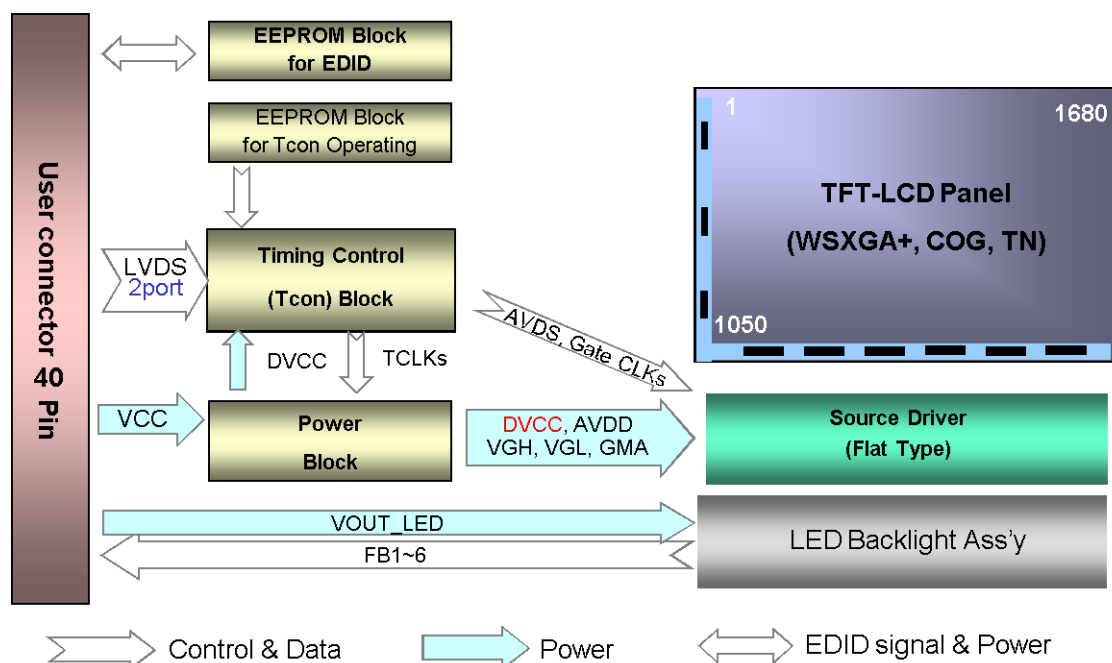 User connector 40 Pin
EEPROM Block
for EDID
EEPROM Block
for Tcon Operating
LVDS
2port
Timing Control
(Tcon) Block
DVCC
TCLKs
AVDS, Gate CLKs
VCC
Power
Block
DVCC, AVDD
VGH, VGL, GMA
1
1680
TFT-LCD Panel
(WSXGA+, COG, TN)
1050
Source Driver
(Flat Type)
VOUT_LED
FB1~6
LED Backlight Ass'y
Control & Data
Power
EDID signal & Power